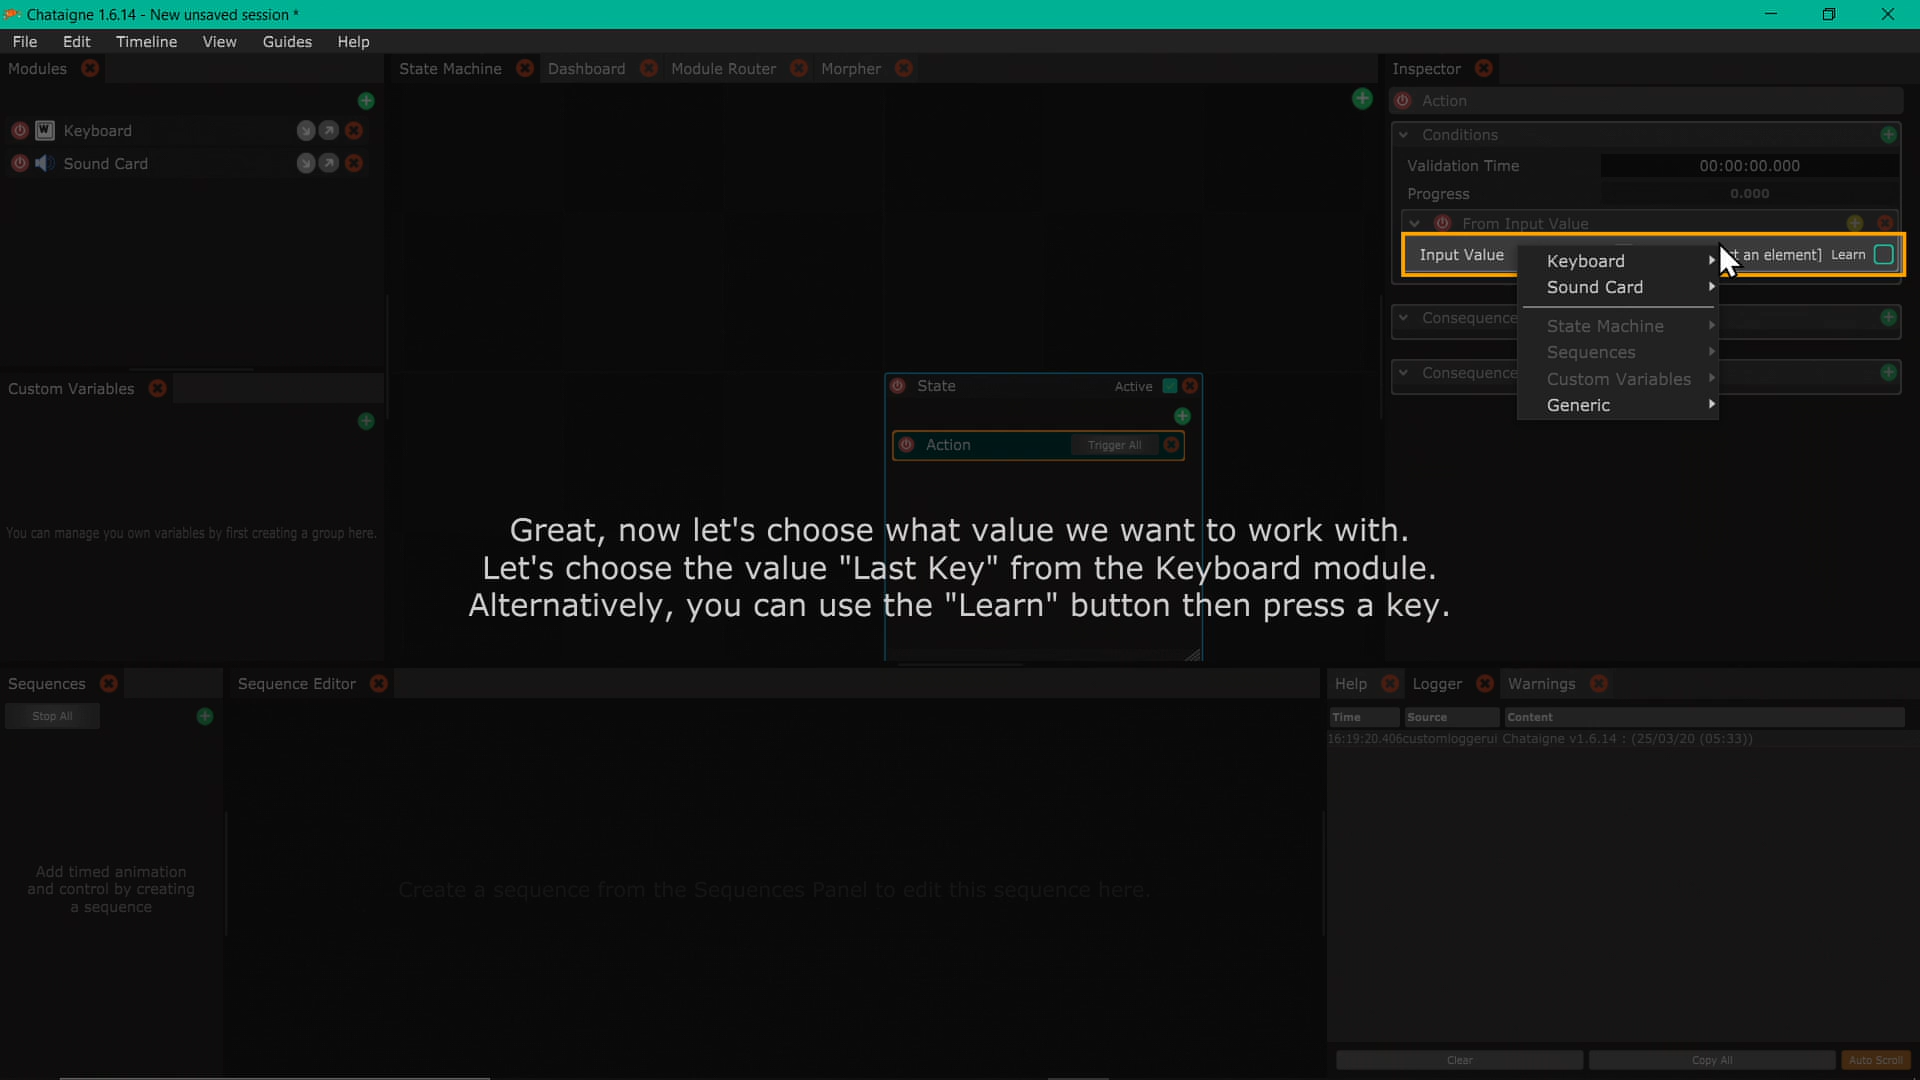 Chataigne 1.6.14 - New unsaved session *
File Edit Timeline View Guides Help
Modules
State Machine Dashboard Module Router Morpher
Inspector
Keyboard
Sound Card
Action
Conditions
Validation Time 00:00:00.000
Progress 0.000
From Input Value
Input Value an element] Learn
Keyboard
Sound Card
State Machine
Sequences
Custom Variables
Generic
Consequence
Consequence
Custom Variables
You can manage you own variables by first creating a group here.
State Active
Action Trigger All
Great, now let's choose what value we want to work with.
Let's choose the value "Last Key" from the Keyboard module.
Alternatively, you can use the "Learn" button then press a key.
Sequences
Stop All
Add timed animation
and control by creating
a sequence
Sequence Editor
Create a sequence from the Sequences Panel to edit this sequence here.
Help Logger Warnings
Time Source Content
16:19:20.406 customloggerui Chataigne v1.6.14 : (25/03/20 (05:33))
Clear Copy All Auto Scroll